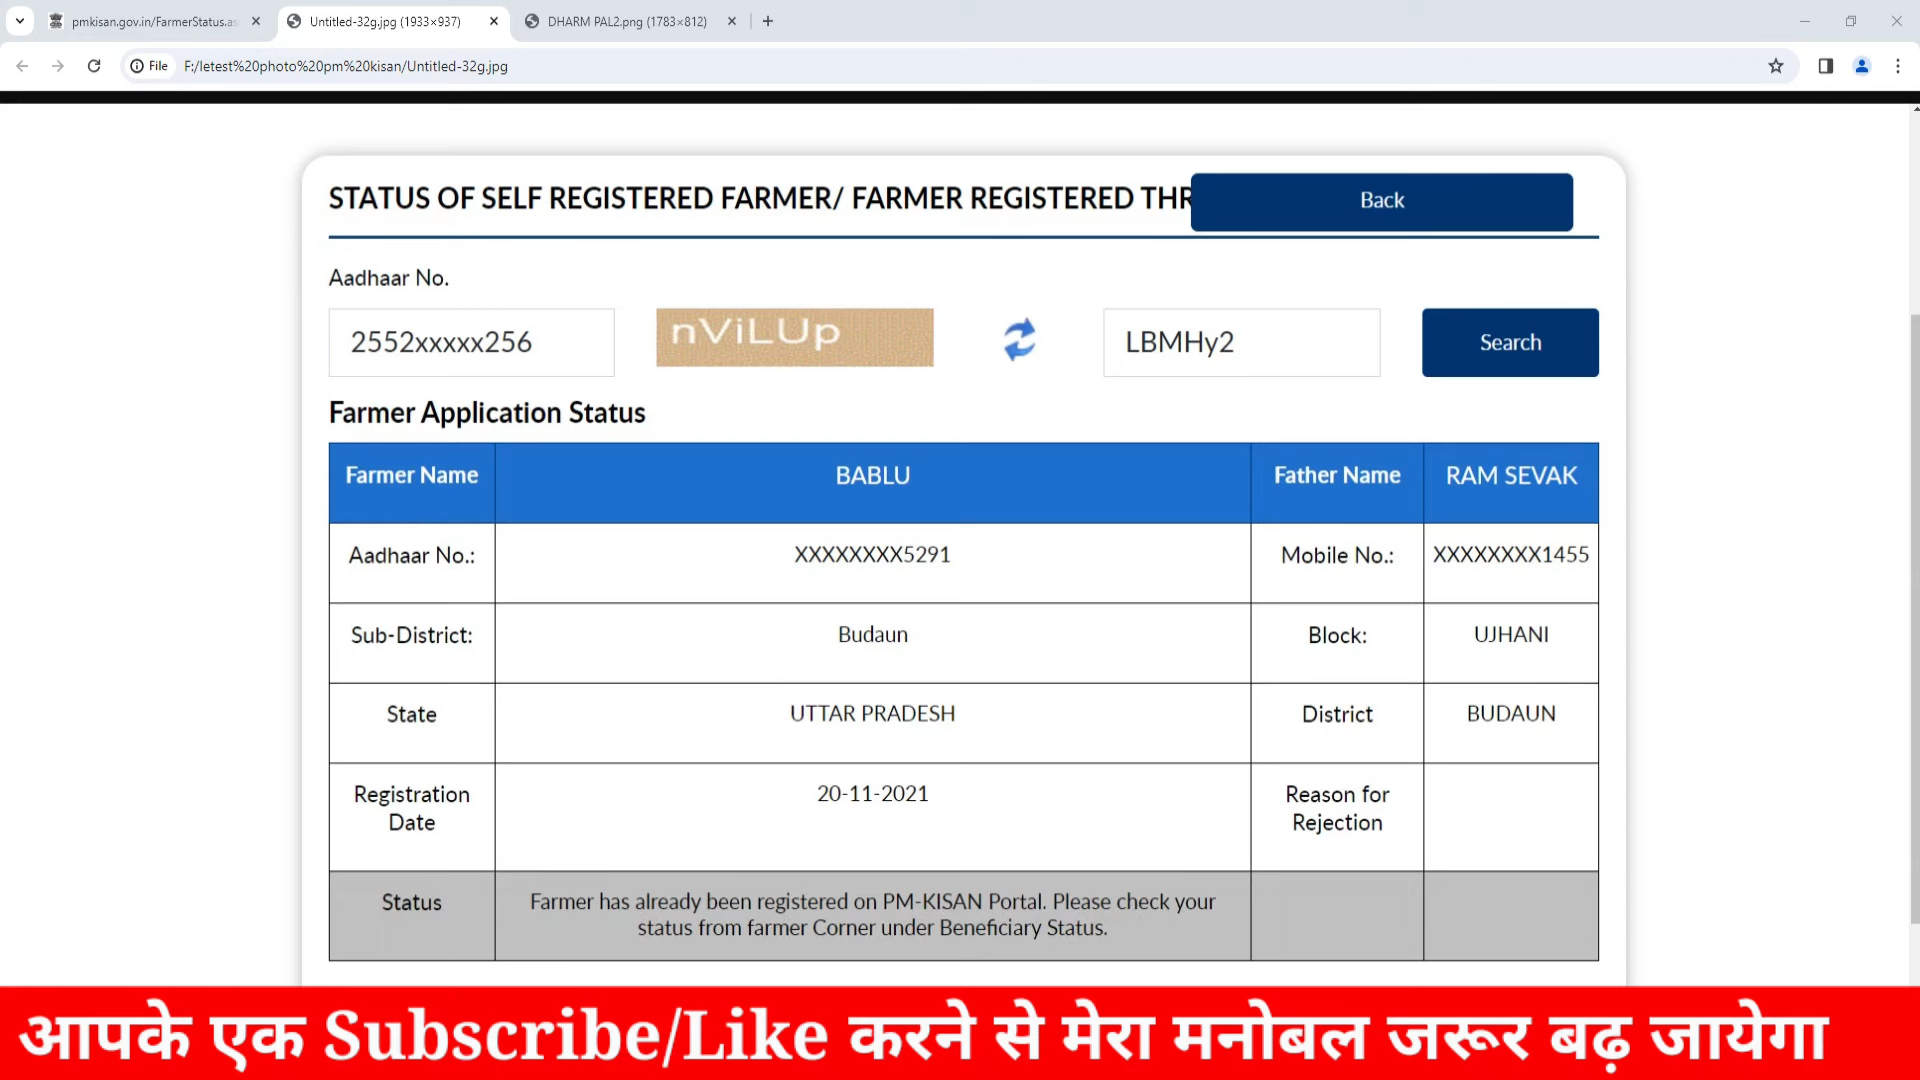 pmkisan.gov.in/FarmerStatus.as
Untitled-32g.jpg (1933×937)
DHARM PAL2.png (1783×812)
File
F:/letest%20photo%20pm%20kisan/Untitled-32g.jpg
STATUS OF SELF REGISTERED FARMER/ FARMER REGISTERED THR
Back
Aadhaar No.
2552xxxxx256
nViLUp
LBMHy2
Search
Farmer Application Status
Farmer Name BABLU Father Name RAM SEVAK
Aadhaar No.: XXXXXXXX5291 Mobile No.: XXXXXXXX1455
Sub-District: Budaun Block: UJHANI
State UTTAR PRADESH District BUDAUN
Registration 20-11-2021 Reason for
Date Rejection
Status Farmer has already been registered on PM-KISAN Portal. Please check your
status from farmer Corner under Beneficiary Status.
आपके एक Subscribe/Like करने से मेरा मनोबल जरूर बढ़ जायेगा